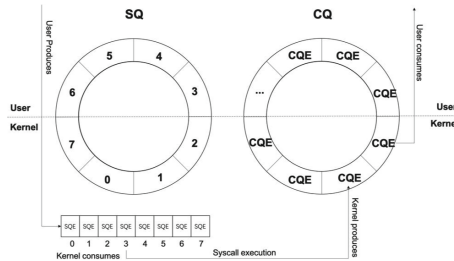 SQ
CQ
User Produces
User consumes
5
4
6
3
7
2
0
1
CQE
CQE
...
CQE
CQE
CQE
CQE
CQE
User
User
Kernel
Kernel
SQE SQE SQE SQE SQE SQE SQE SQE
0 1 2 3 4 5 6 7
Kernel consumes
Syscall execution
Kernel produces